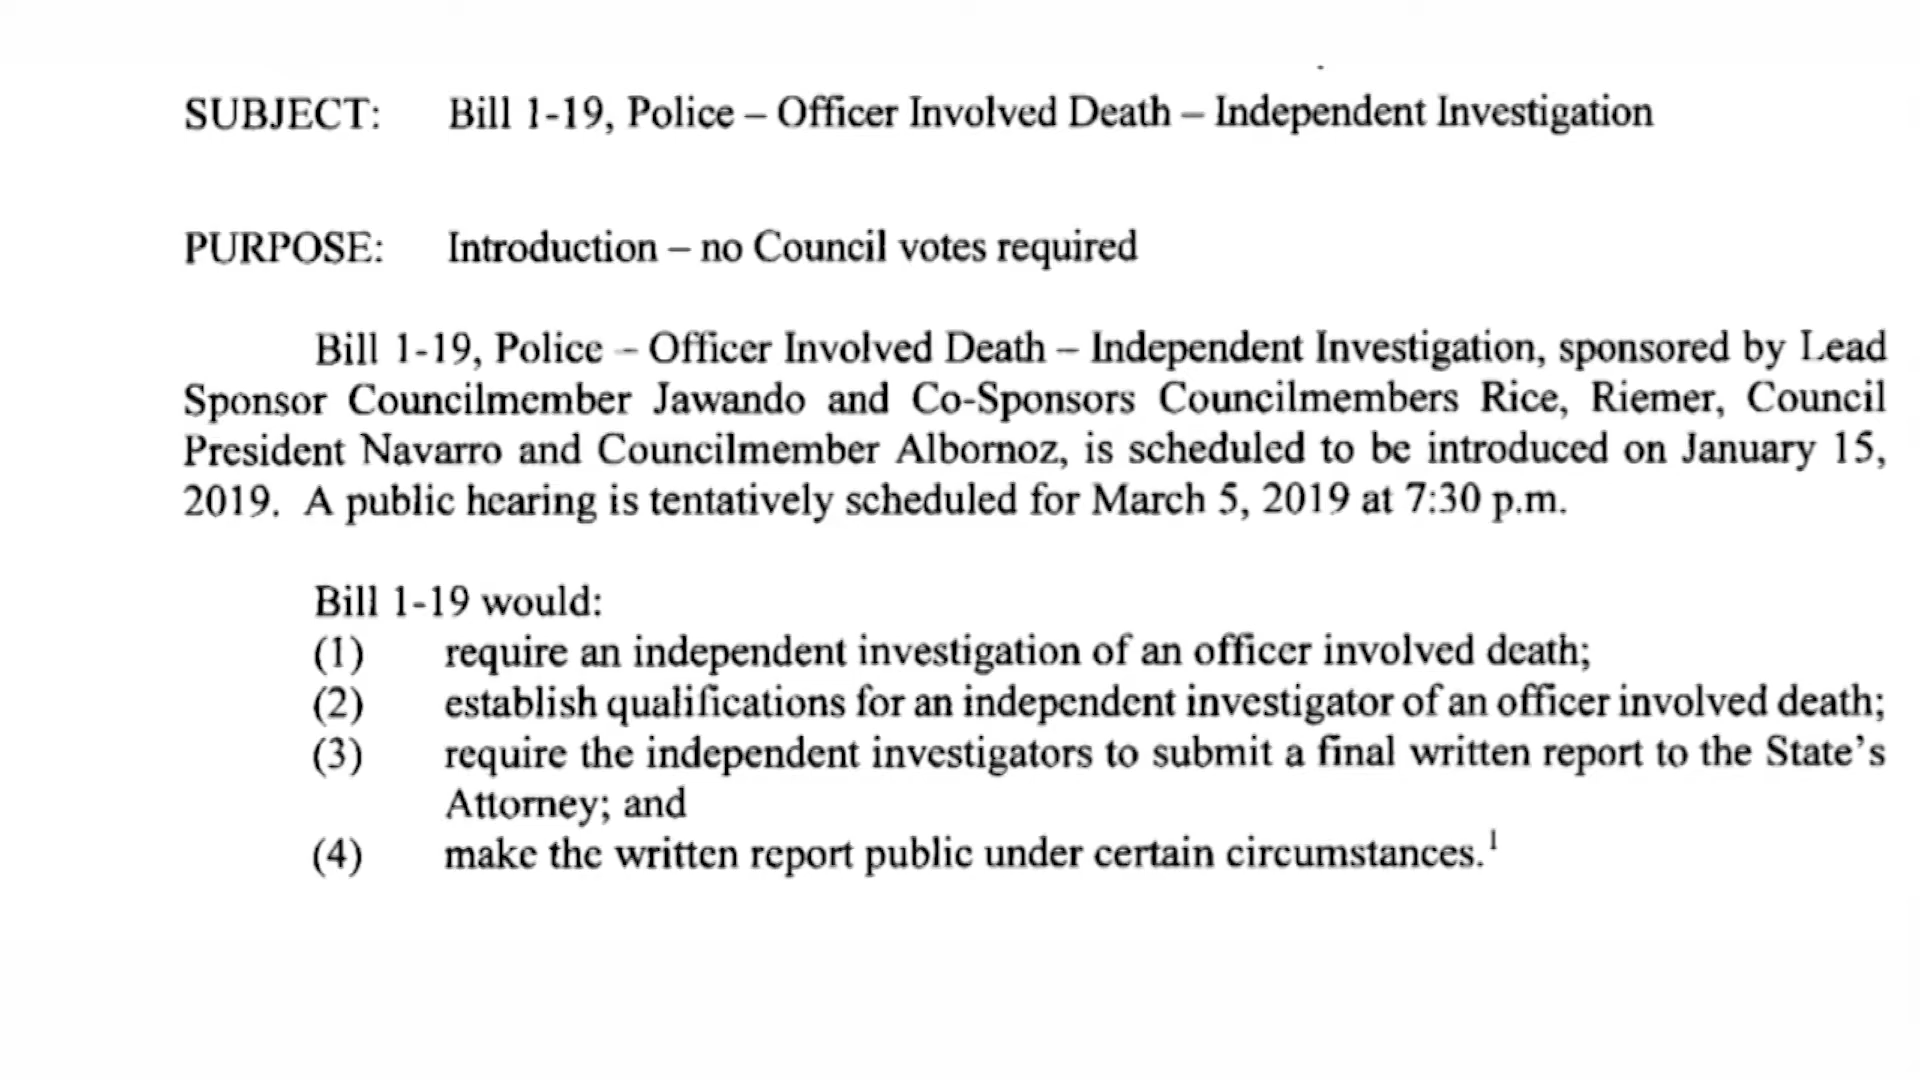 SUBJECT: Bill 1-19, Police – Officer Involved Death – Independent Investigation
PURPOSE: Introduction – no Council votes required
Bill 1-19, Police – Officer Involved Death – Independent Investigation, sponsored by Lead
Sponsor Councilmember Jawando and Co-Sponsors Councilmembers Rice, Riemer, Council
President Navarro and Councilmember Albornoz, is scheduled to be introduced on January 15,
2019. A public hearing is tentatively scheduled for March 5, 2019 at 7:30 p.m.
Bill 1-19 would:
(1) require an independent investigation of an officer involved death;
(2) establish qualifications for an independent investigator of an officer involved death;
(3) require the independent investigators to submit a final written report to the State's
Attorney; and
(4) make the written report public under certain circumstances.¹